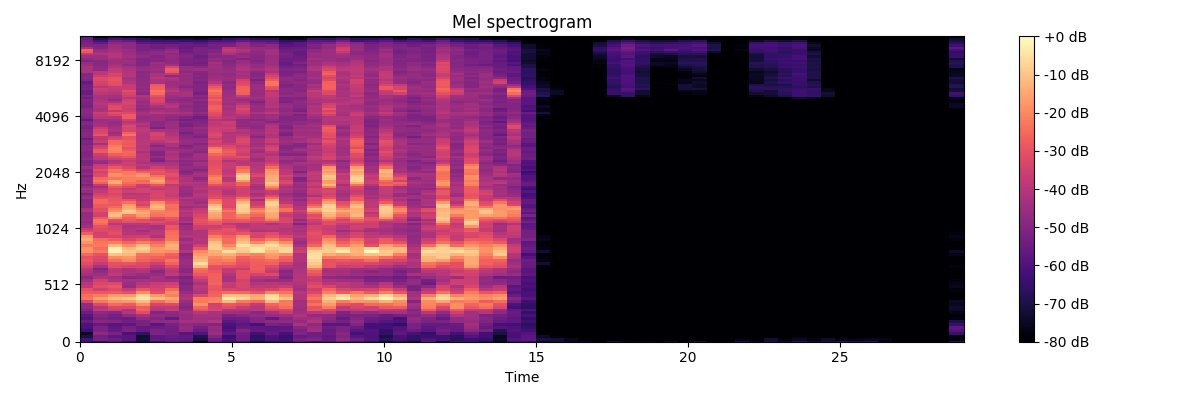 Mel spectrogram
+0 dB
8192
-10 dB
4096
-20 dB
-30 dB
2048
Hz
-40 dB
1024
-50 dB
512
-60 dB
-70 dB
0
-80 dB
0 5 10 15 20 25
Time